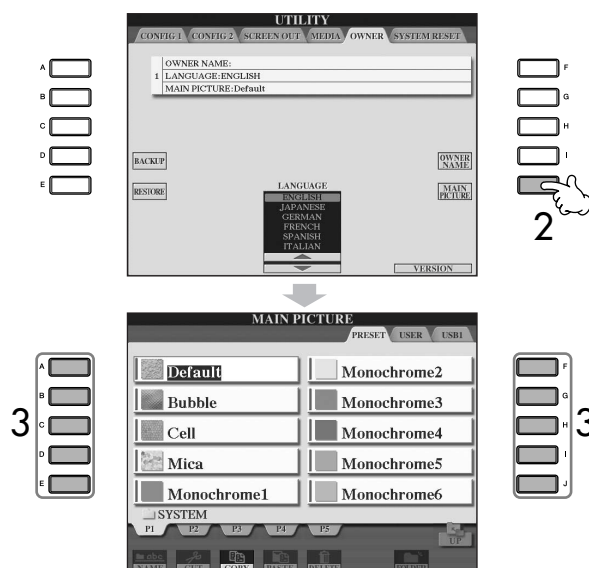 UTILITY
CONFIG 1 CONFIG 2 SCREEN OUT MEDIA OWNER SYSTEM RESET
OWNER NAME:
1 LANGUAGE:ENGLISH
MAIN PICTURE:Default
A
B
C
D
E
F
G
H
I
BACKUP
RESTORE
OWNER
NAME
MAIN
PICTURE
LANGUAGE
ENGLISH
JAPANESE
GERMAN
FRENCH
SPANISH
ITALIAN
VERSION
2
MAIN PICTURE
PRESET USER USB1
A
B
C
D
E
3
Default
Bubble
Cell
Mica
Monochrome1
Monochrome2
Monochrome3
Monochrome4
Monochrome5
Monochrome6
F
G
H
I
J
3
SYSTEM
P1 P2 P3 P4 P5
UP
abc
NAME CUT COPY PASTE DELETE FOLDER